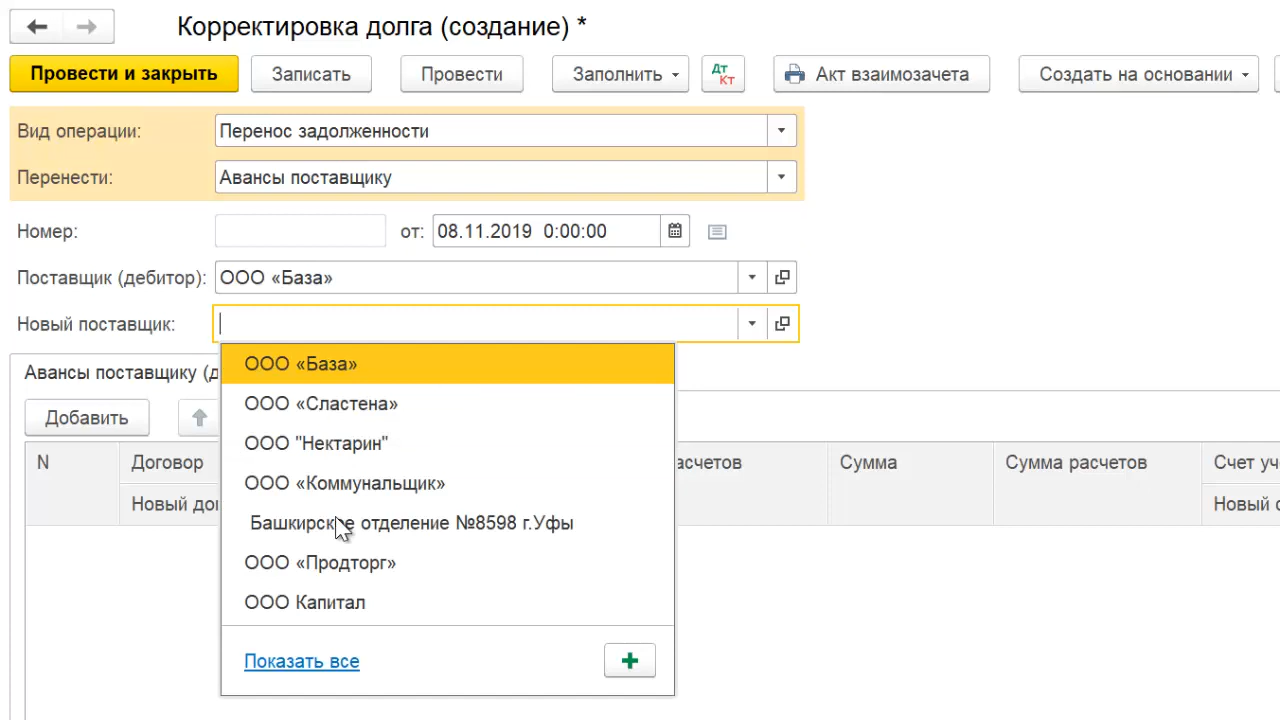 Корректировка долга (создание) *
Провести и закрыть Записать Провести Заполнить Дт Кт Акт взаимозачета Создать на основании
Вид операции: Перенос задолженности
Перенести: Авансы поставщику
Номер: от: 08.11.2019 0:00:00
Поставщик (дебитор): ООО «База»
Новый поставщик:
ООО «База»
Авансы поставщику (д
ООО «Сластена»
Добавить
ООО "Нектарин"
N Договор асчетов Сумма Сумма расчетов Счет уч
ООО «Коммунальщик»
Новый дог Новый с
Башкирское отделение №8598 г.Уфы
ООО «Продторг»
ООО Капитал
Показать все